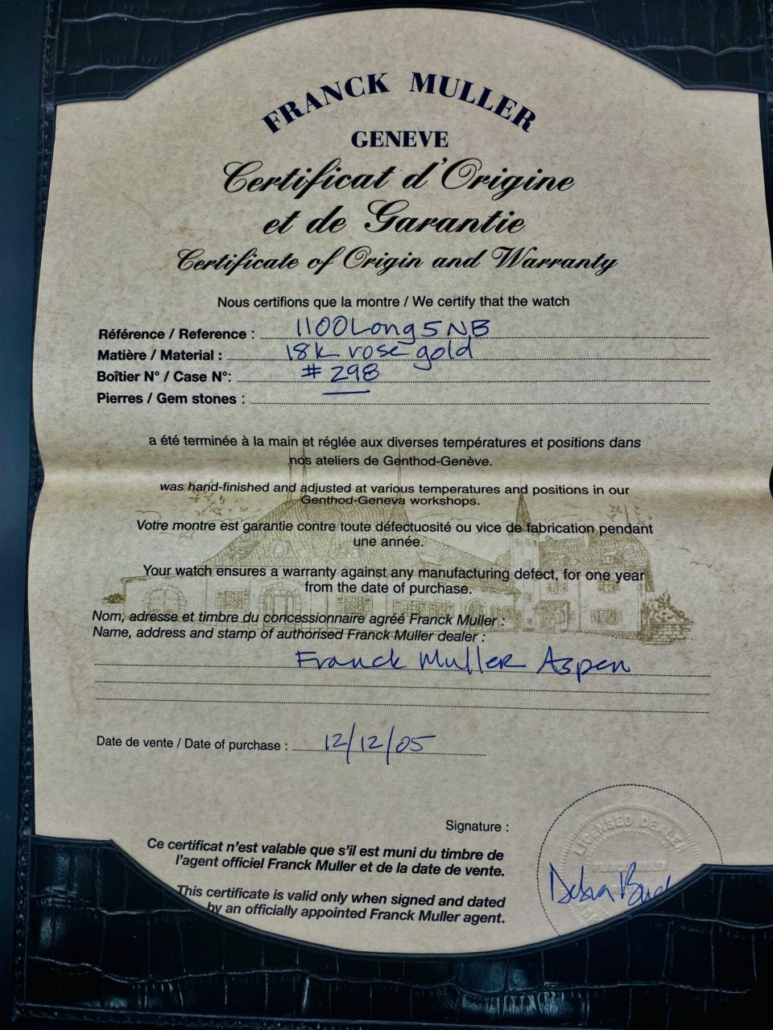 FRANCK MULLER
GENEVE
Certificat d'Origine
et de Garantie
Certificate of Origin and Warranty
Nous certifions que la montre / We certify that the watch
Référence / Reference : 1100Long5NB
Matière / Material : 18k rose gold
Boîtier N° / Case N°: # 298
Pierres / Gem stones :
a été terminée à la main et réglée aux diverses températures et positions dans
nos ateliers de Genthod-Genève.
was hand-finished and adjusted at various temperatures and positions in our
Genthod-Geneva workshops.
Votre montre est garantie contre toute défectuosité ou vice de fabrication pendant
une année.
Your watch ensures a warranty against any manufacturing defect, for one year
from the date of purchase.
Nom, adresse et timbre du concessionnaire agréé Franck Muller :
Name, address and stamp of authorised Franck Muller dealer :
Franck Muller Aspen
Date de vente / Date of purchase : 12/12/05
Signature :
Ce certificat n'est valable que s'il est muni du timbre de
l'agent officiel Franck Muller et de la date de vente.
This certificate is valid only when signed and dated
by an officially appointed Franck Muller agent.
LICENSED DEALER